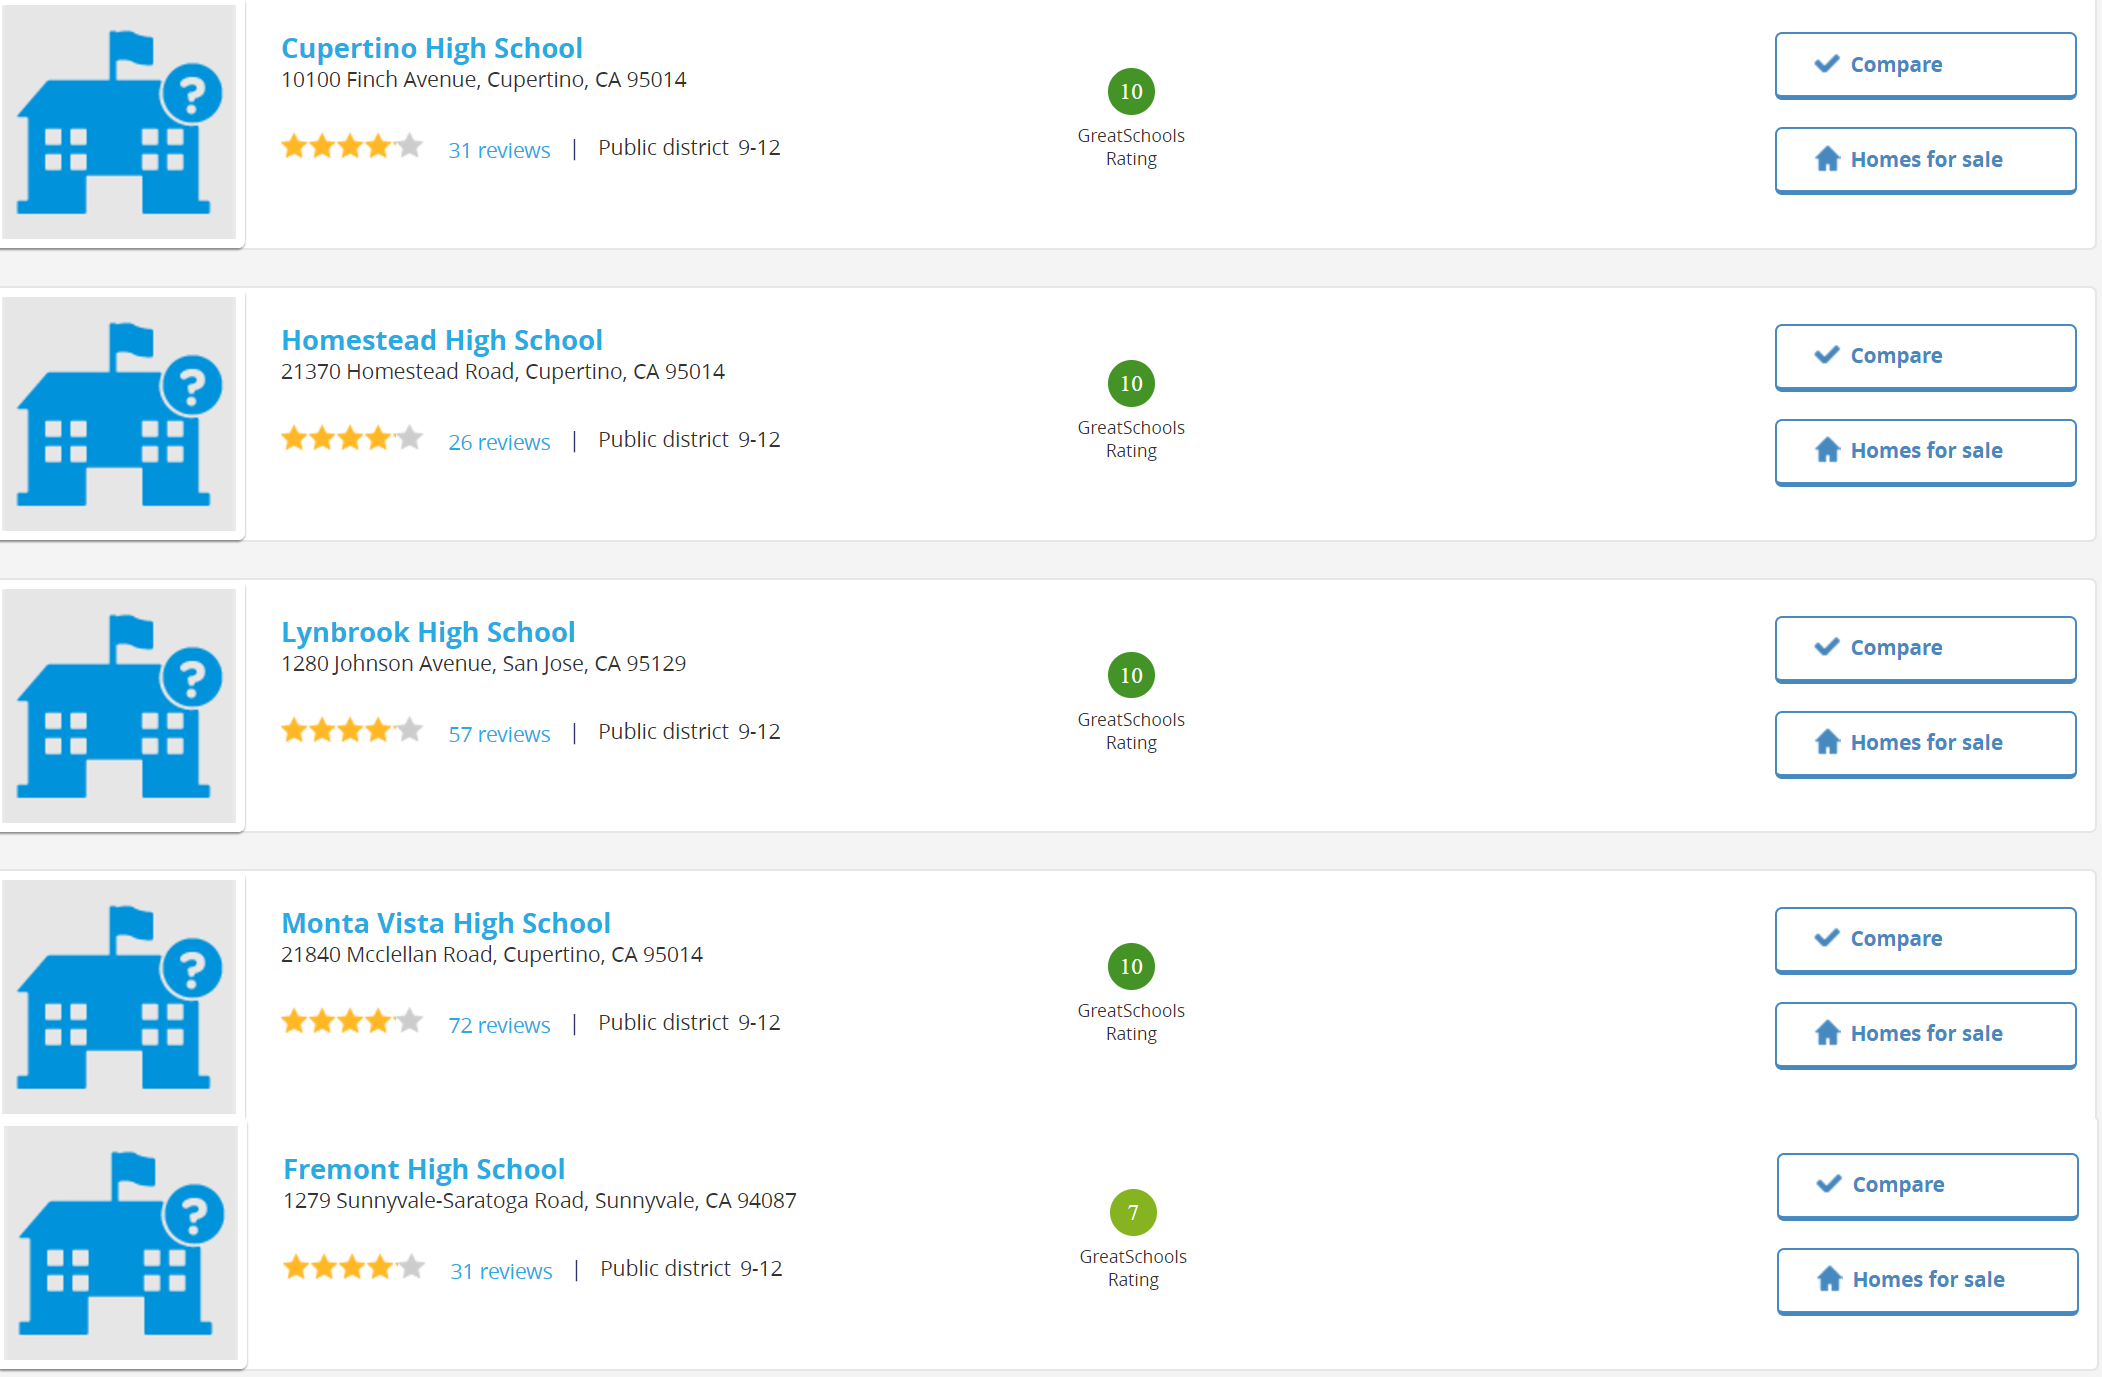 Cupertino High School
10100 Finch Avenue, Cupertino, CA 95014
31 reviews | Public district 9-12
10
GreatSchools
Rating
Compare
Homes for sale
Homestead High School
21370 Homestead Road, Cupertino, CA 95014
26 reviews | Public district 9-12
10
GreatSchools
Rating
Compare
Homes for sale
Lynbrook High School
1280 Johnson Avenue, San Jose, CA 95129
57 reviews | Public district 9-12
10
GreatSchools
Rating
Compare
Homes for sale
Monta Vista High School
21840 Mcclellan Road, Cupertino, CA 95014
72 reviews | Public district 9-12
10
GreatSchools
Rating
Compare
Homes for sale
Fremont High School
1279 Sunnyvale-Saratoga Road, Sunnyvale, CA 94087
31 reviews | Public district 9-12
7
GreatSchools
Rating
Compare
Homes for sale